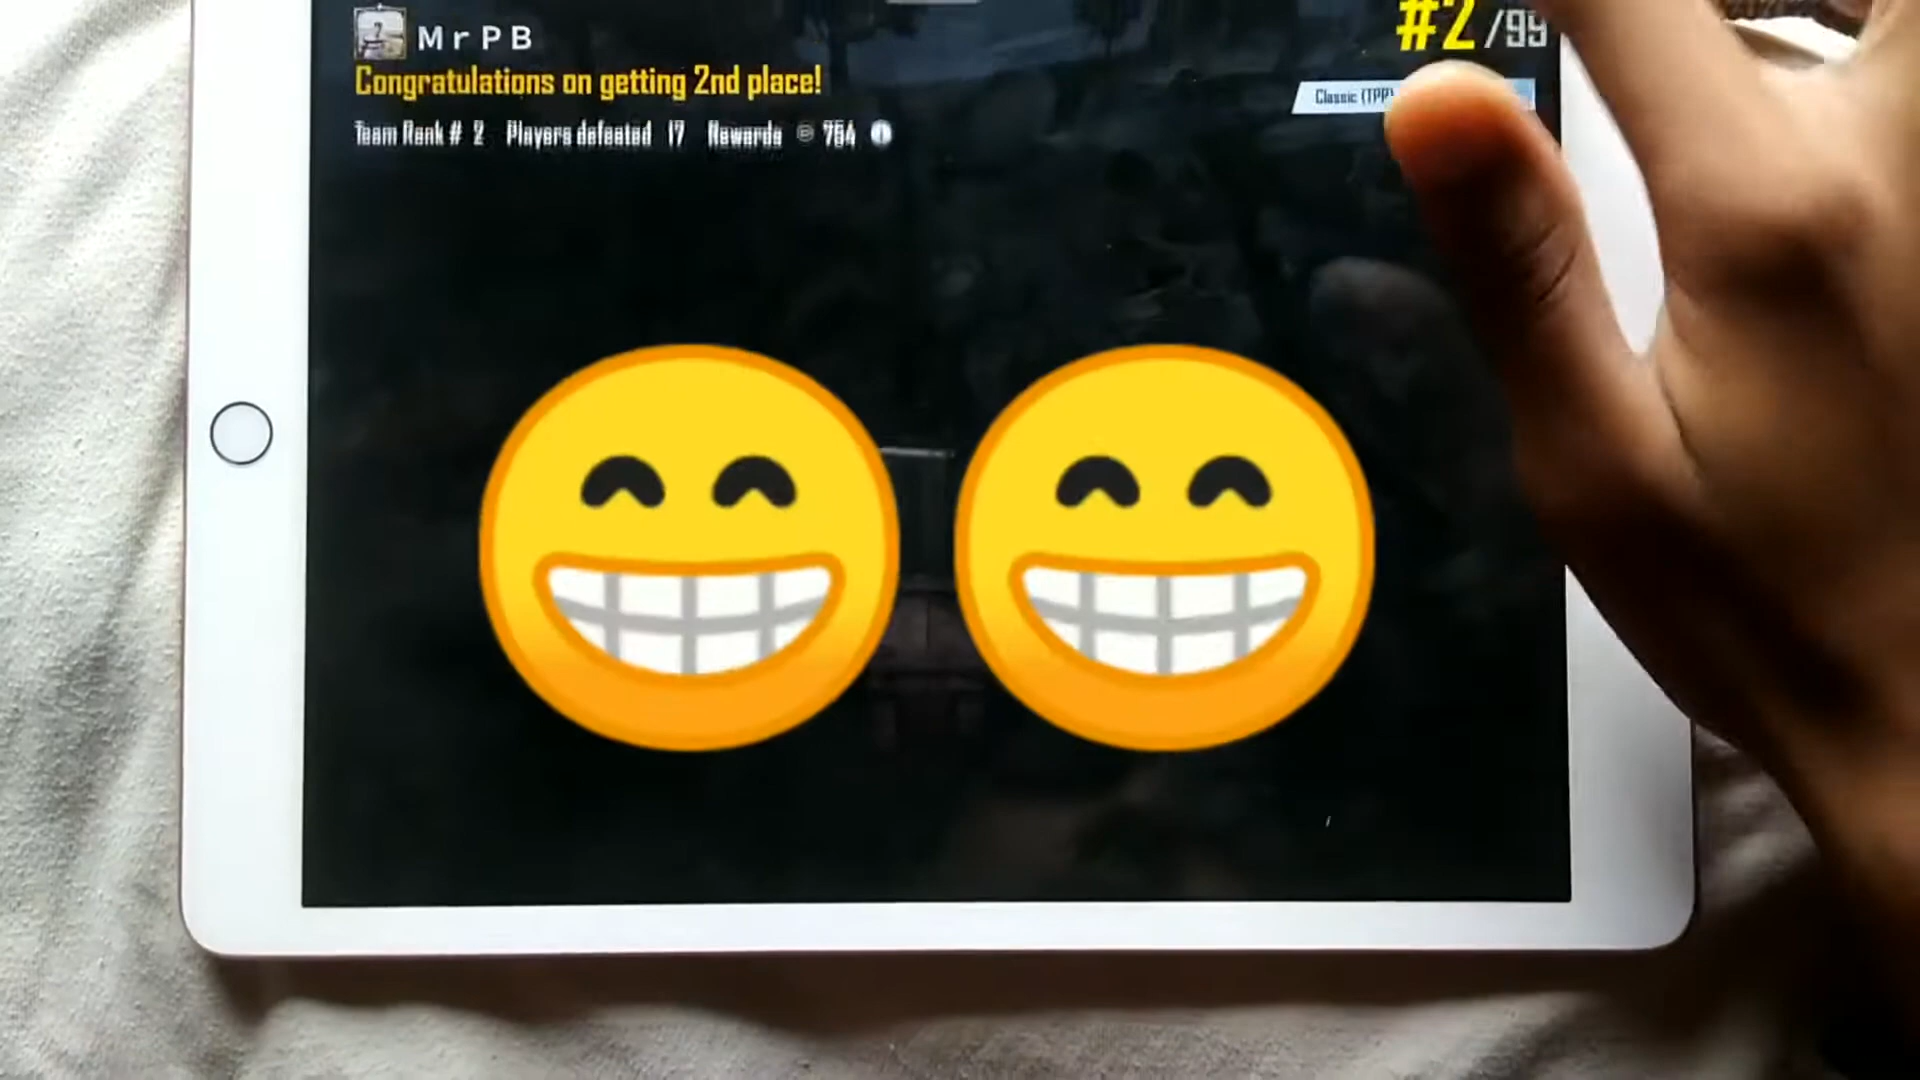 MrPB
#2/99
Congratulations on getting 2nd place!
Classic (TPP)
Team Rank # 2 Players defeated 17 Rewards 764